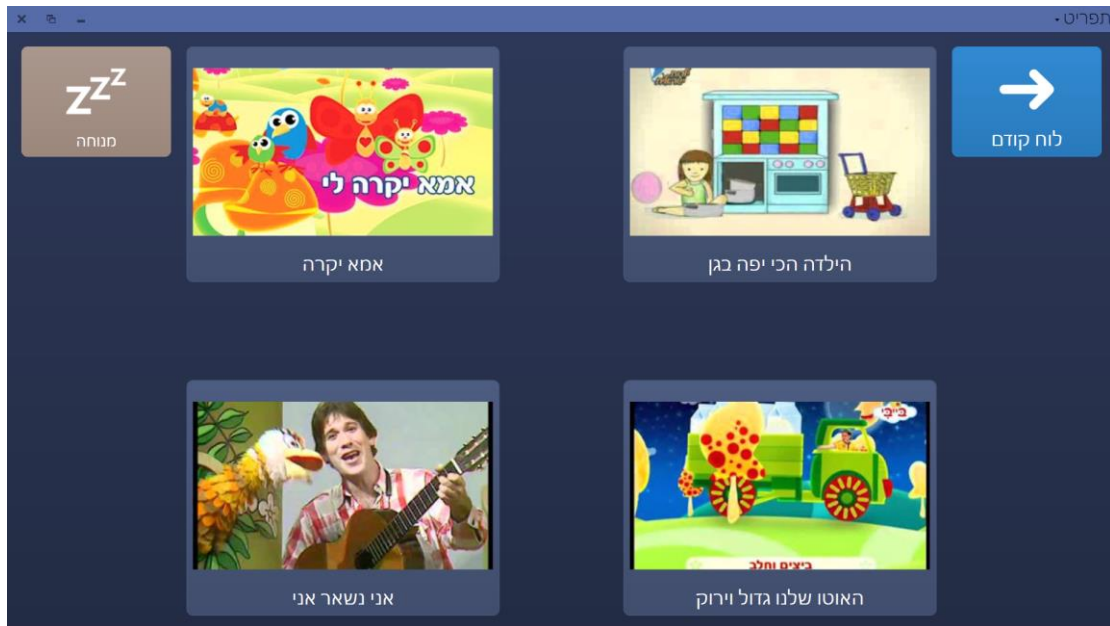 תפריט
לוח קודם
הילדה הכי יפה בגן
אמא יקרה לי
אמא יקרה
zzz
מנוחה
ביצים וחלב
האוטו שלנו גדול וירוק
אני נשאר אני